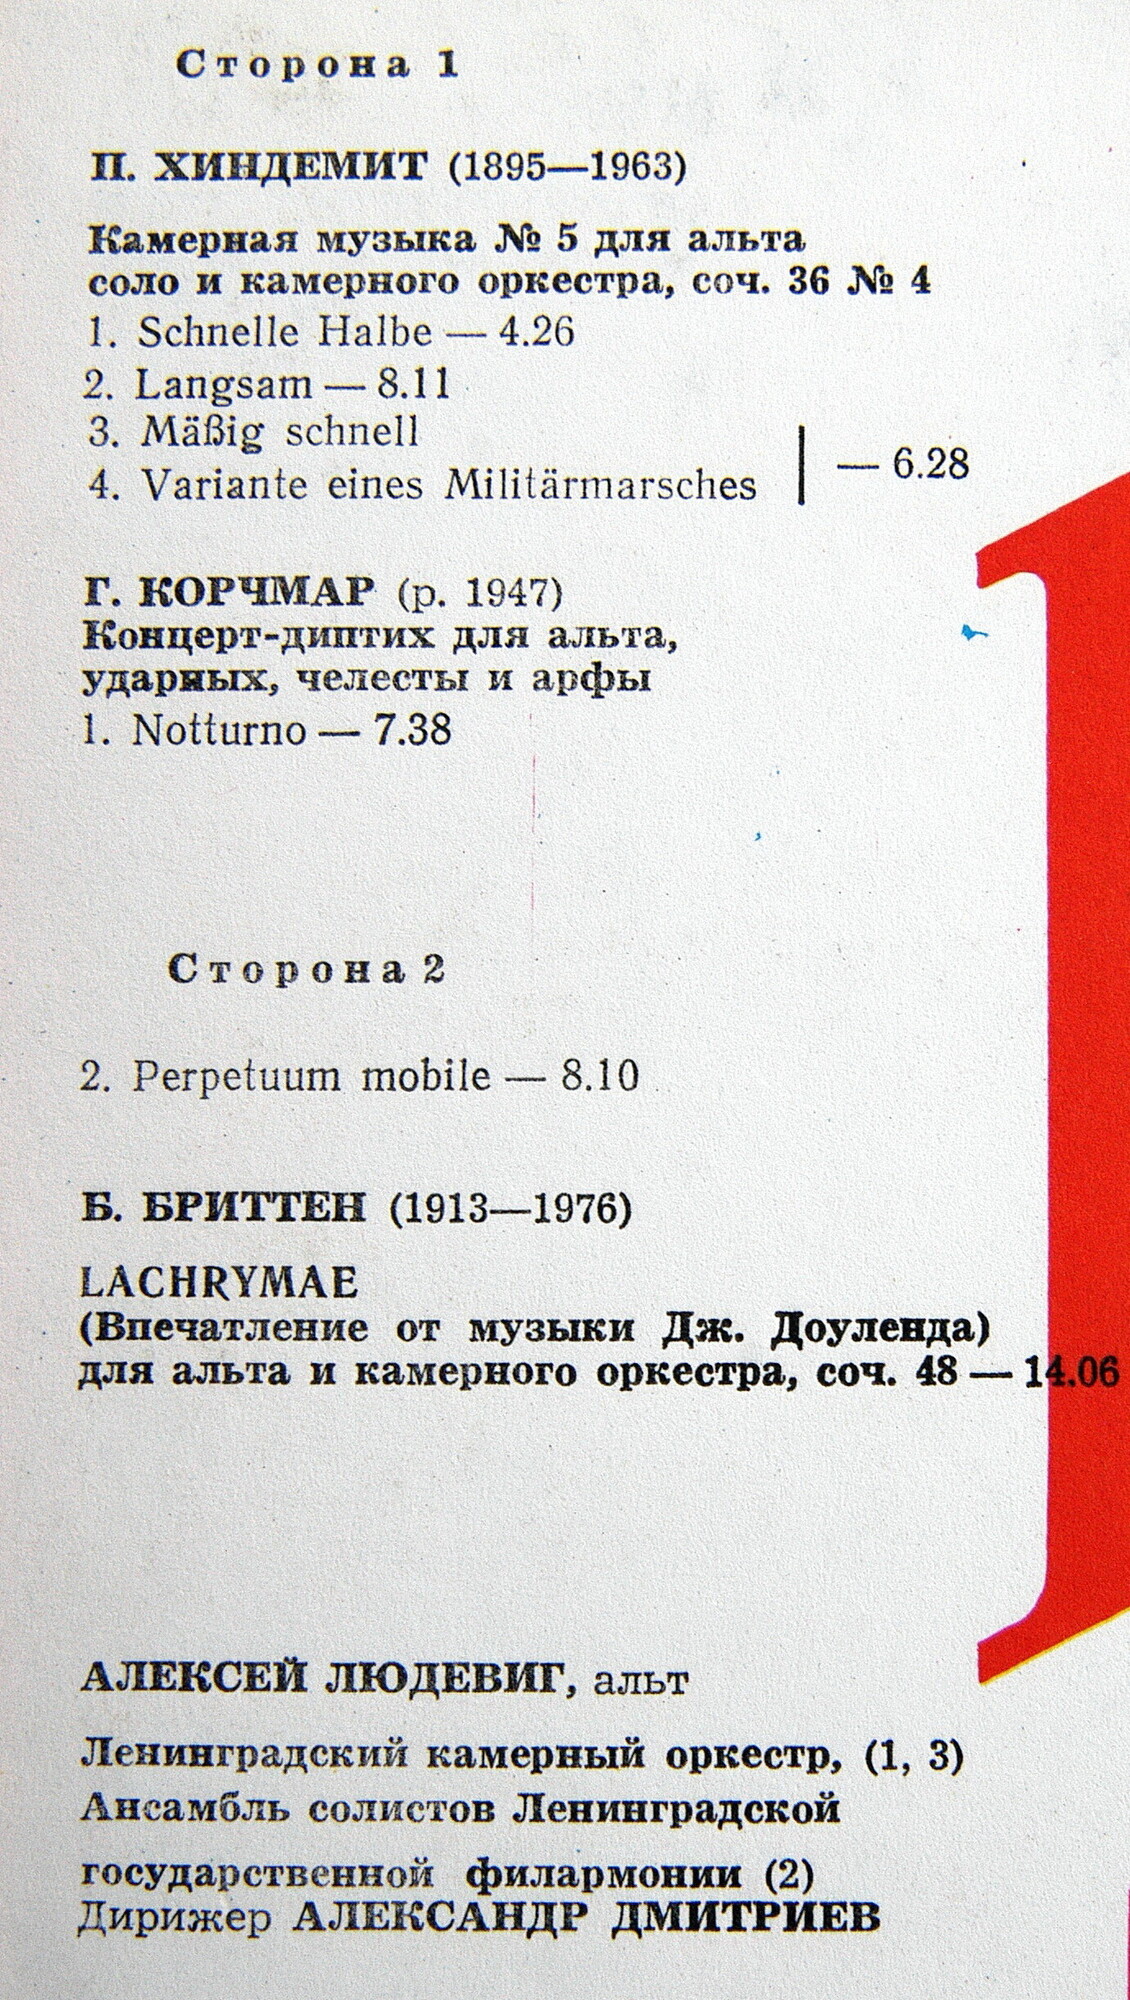 Сторона 1
П. ХИНДЕМИТ (1895—1963)
Камерная музыка № 5 для альта
соло и камерного оркестра, соч. 36 № 4
1. Schnelle Halbe — 4.26
2. Langsam — 8.11
3. Mäßig schnell
4. Variante eines Militärmarsches
— 6.28
Г. КОРЧМАР (р. 1947)
Концерт-диптих для альта,
ударных, челесты и арфы
1. Notturno — 7.38
Сторона 2
2. Perpetuum mobile — 8.10
Б. БРИТТЕН (1913—1976)
LACHRYMAE
(Впечатление от музыки Дж. Доуленда)
для альта и камерного оркестра, соч. 48 — 14.06
АЛЕКСЕЙ ЛЮДЕВИГ, альт
Ленинградский камерный оркестр, (1, 3)
Ансамбль солистов Ленинградской
государственной филармонии (2)
Дирижер АЛЕКСАНДР ДМИТРИЕВ